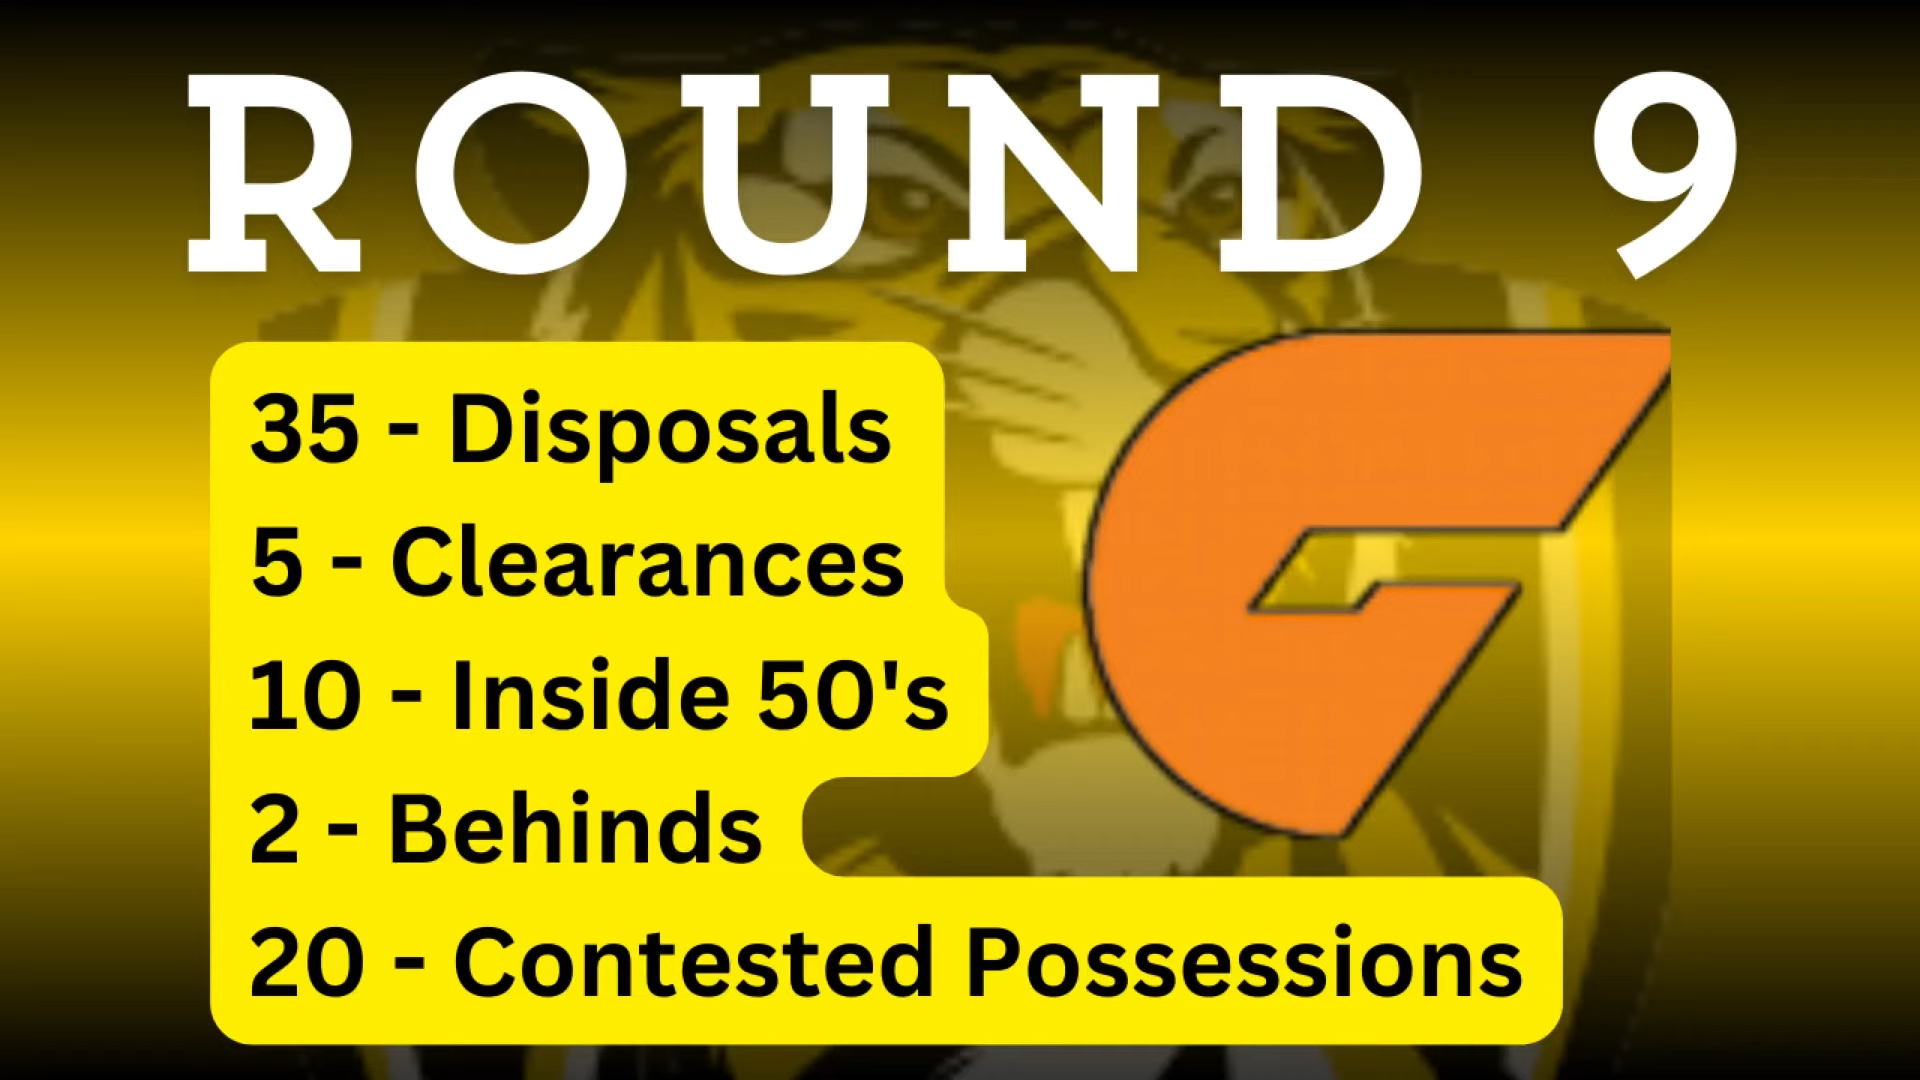 ROUND 9
35 - Disposals
5 - Clearances
10 - Inside 50's
2 - Behinds
20 - Contested Possessions